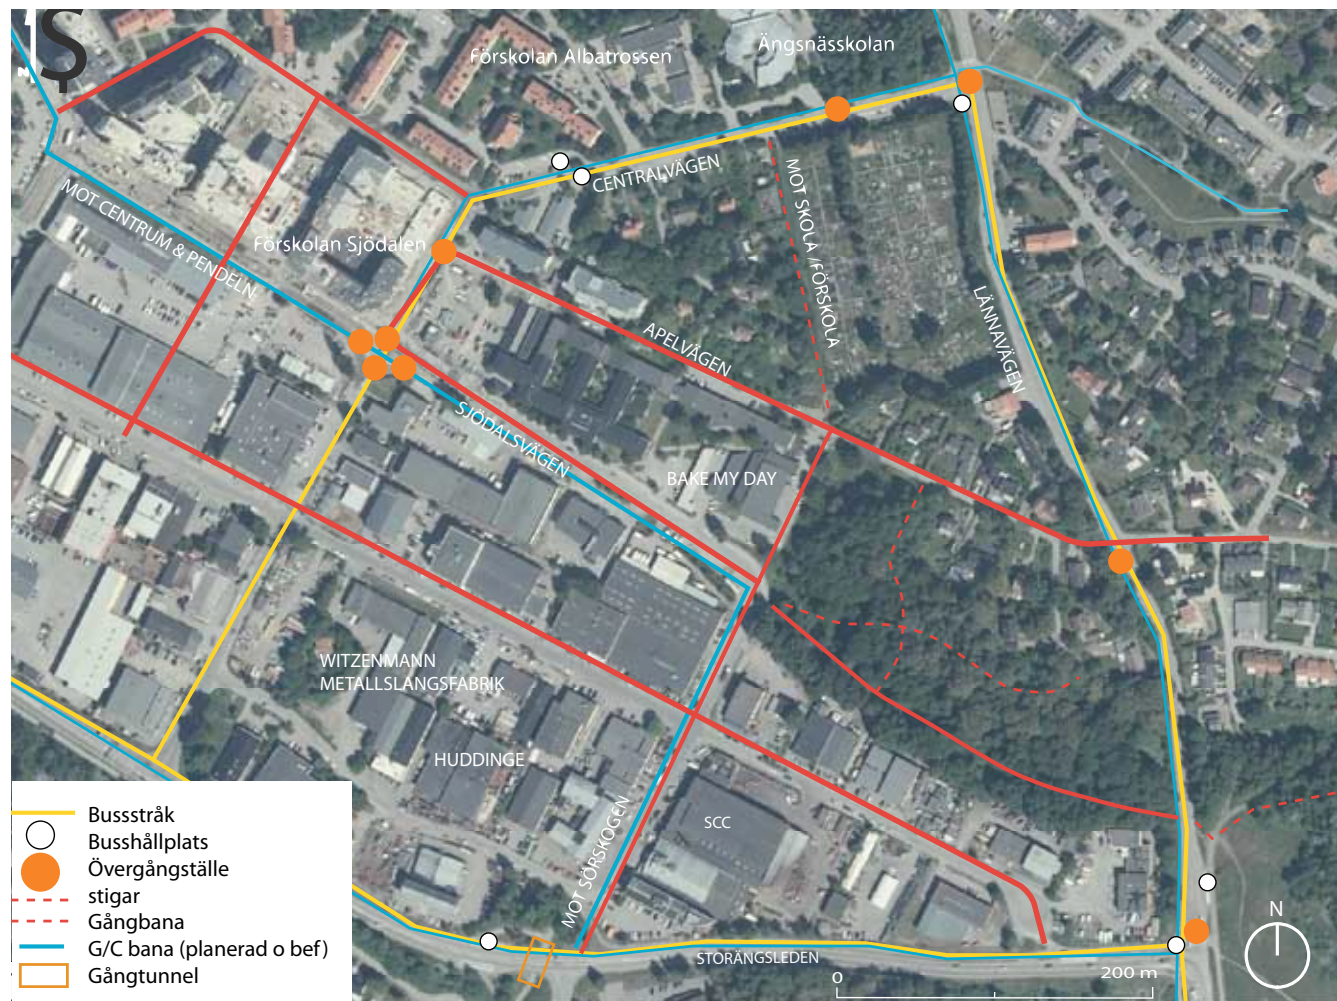 N
Förskolan Albatrossen
Ängsnässkolan
CENTRALVÄGEN
MOT SKOLA /FÖRSKOLA
MOT CENTRUM & PENDELN
Förskolan Sjödalen
LÄNNAVÄGEN
APELVÄGEN
SJÖDALSVÄGEN
BAKE MY DAY
WITZENMANN
METALLSLANGSFABRIK
HUDDINGE
SCC
MOT SÖRSKOGEN
STORÄNGSLEDEN
Bussstråk
Busshållplats
Övergångställe
stigar
Gångbana
G/C bana (planerad o bef)
Gångtunnel
0
200 m
N